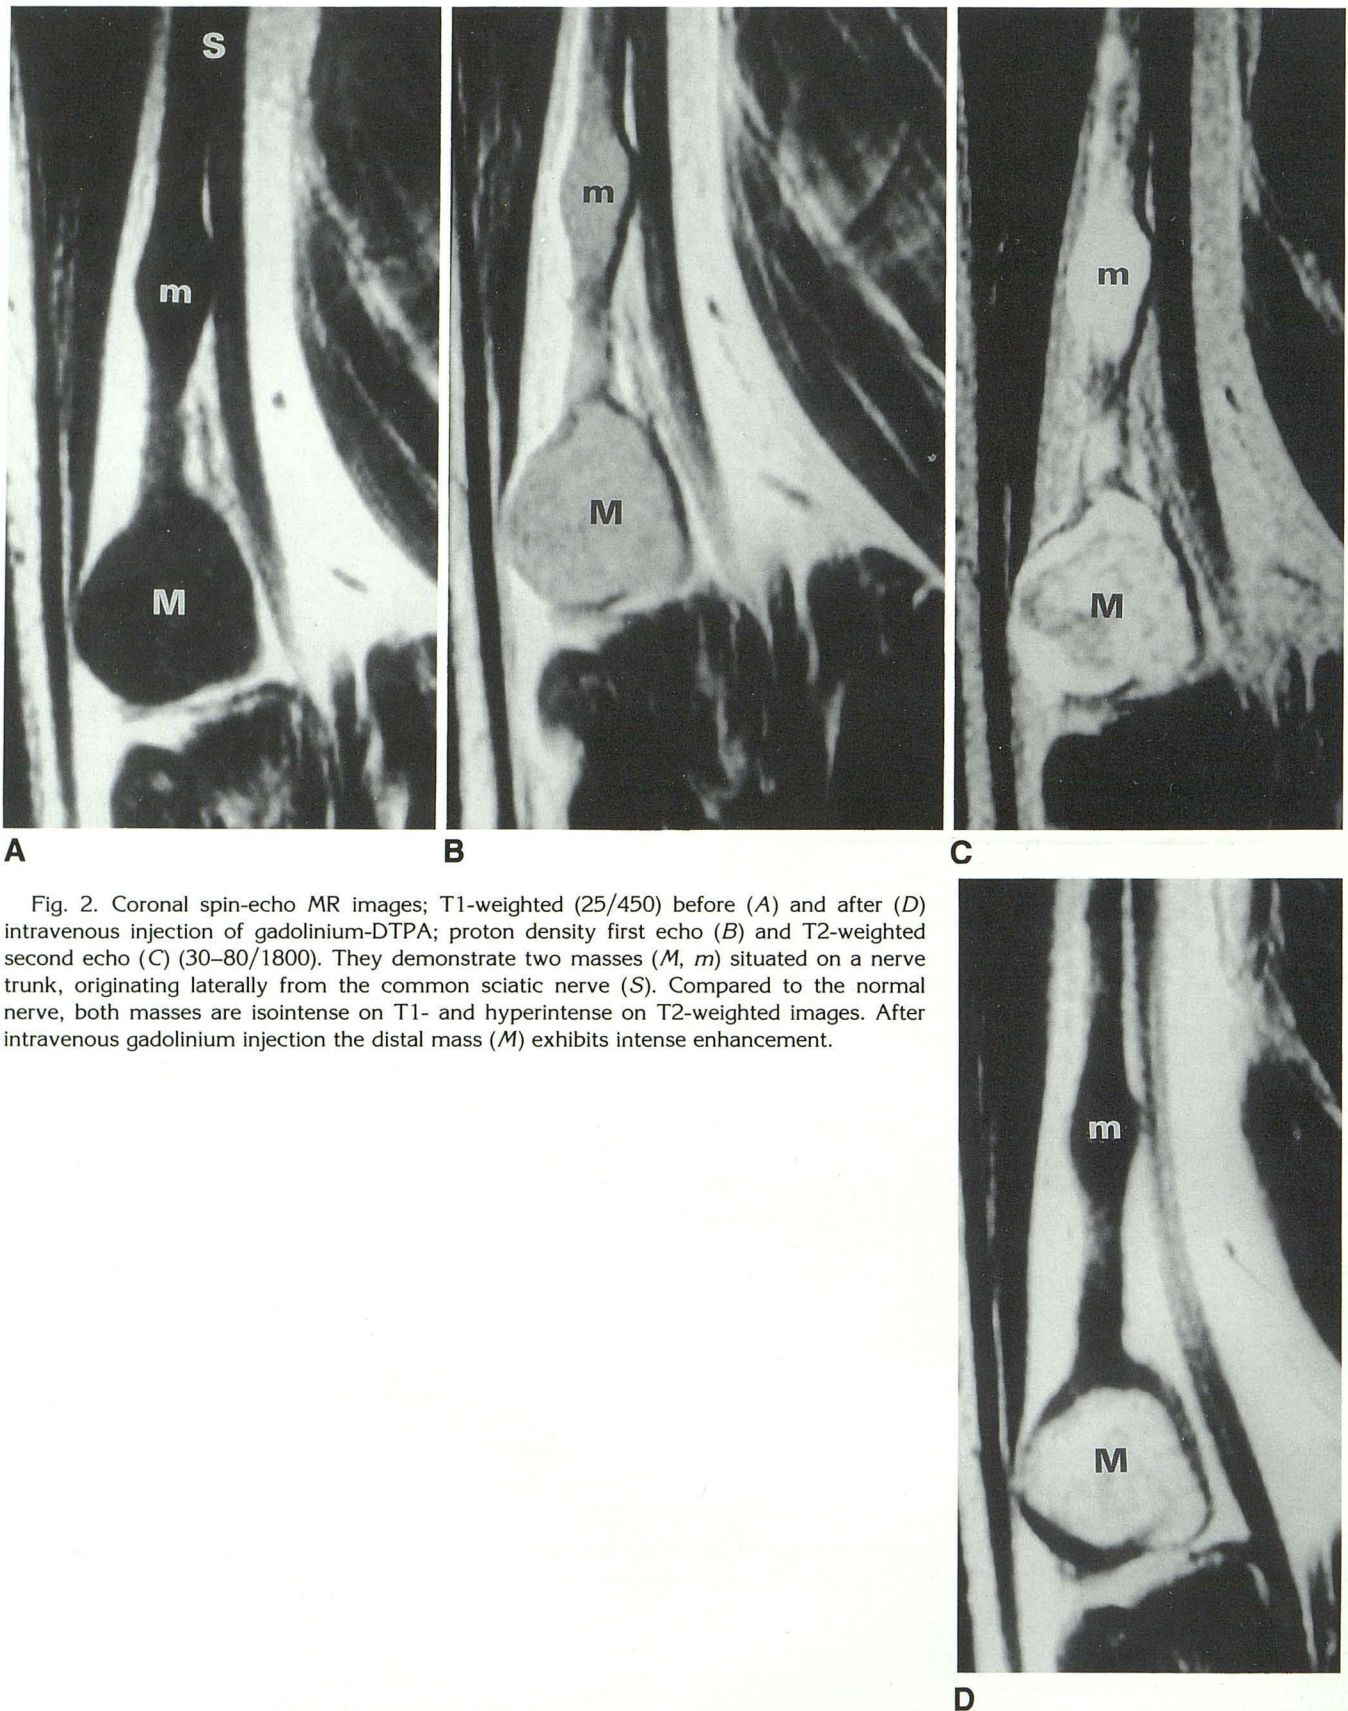 S
m
M
m
M
m
M
A
B
C
Fig. 2. Coronal spin-echo MR images; T1-weighted (25/450) before (A) and after (D)
intravenous injection of gadolinium-DTPA; proton density first echo (B) and T2-weighted
second echo (C) (30–80/1800). They demonstrate two masses (M, m) situated on a nerve
trunk, originating laterally from the common sciatic nerve (S). Compared to the normal
nerve, both masses are isointense on T1- and hyperintense on T2-weighted images. After
intravenous gadolinium injection the distal mass (M) exhibits intense enhancement.
m
M
D